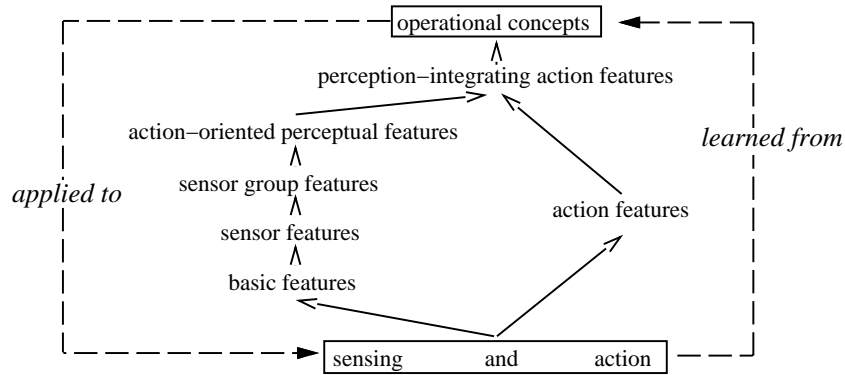 operational concepts
perception−integrating action features
action−oriented perceptual features
learned from
sensor group features
applied to
action features
sensor features
basic features
sensing and action